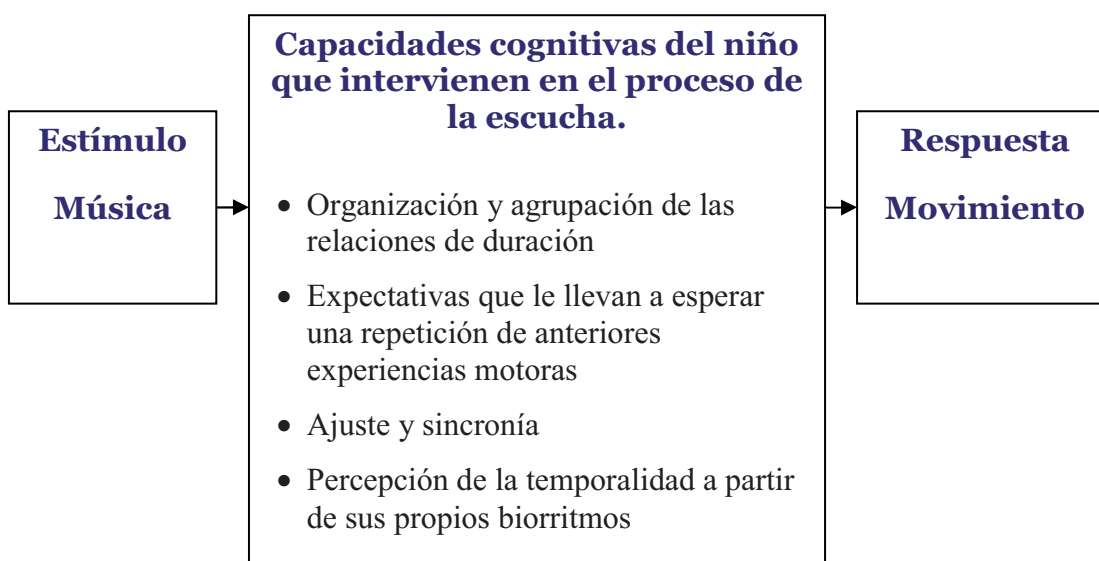 Estímulo
Música
Capacidades cognitivas del niño
que intervienen en el proceso de
la escucha.
• Organización y agrupación de las
relaciones de duración
• Expectativas que le llevan a esperar
una repetición de anteriores
experiencias motoras
• Ajuste y sincronía
• Percepción de la temporalidad a partir
de sus propios biorritmos
Respuesta
Movimiento